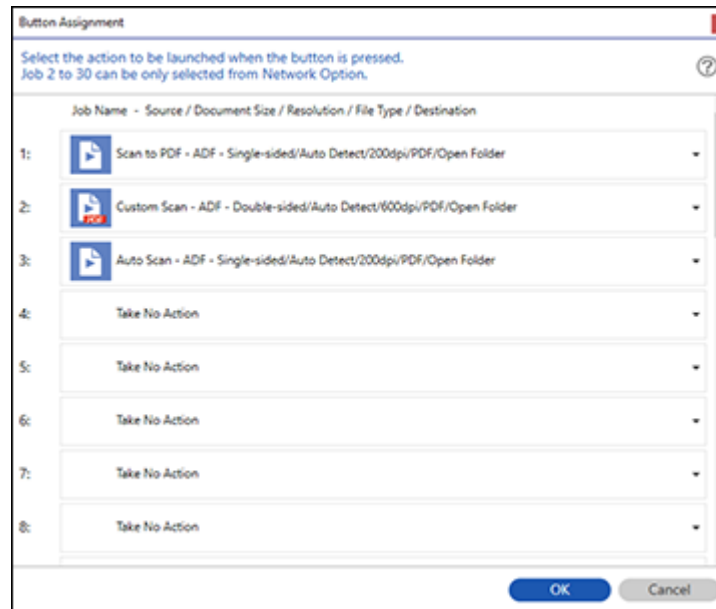 Button Assignment
Select the action to be launched when the button is pressed.
Job 2 to 30 can be only selected from Network Option.
?
Job Name - Source / Document Size / Resolution / File Type / Destination
1: Scan to PDF - ADF - Single-sided/Auto Detect/200dpi/PDF/Open Folder
2: PDF Custom Scan - ADF - Double-sided/Auto Detect/600dpi/PDF/Open Folder
3: Auto Scan - ADF - Single-sided/Auto Detect/200dpi/PDF/Open Folder
4: Take No Action
5: Take No Action
6: Take No Action
7: Take No Action
8: Take No Action
OK Cancel